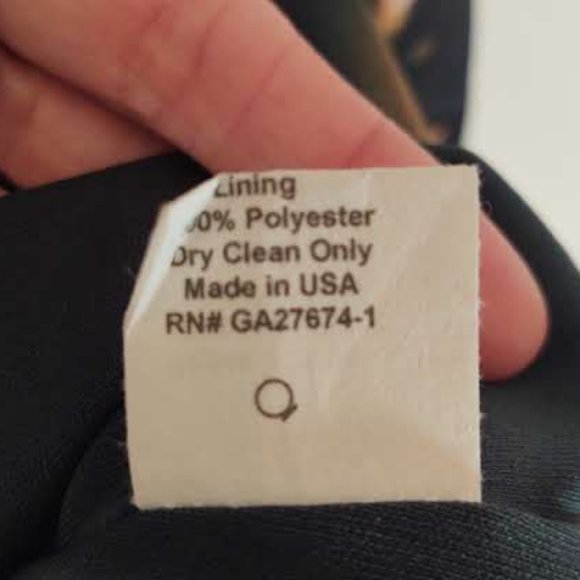 Lining
00% Polyester
Dry Clean Only
Made in USA
RN# GA27674-1